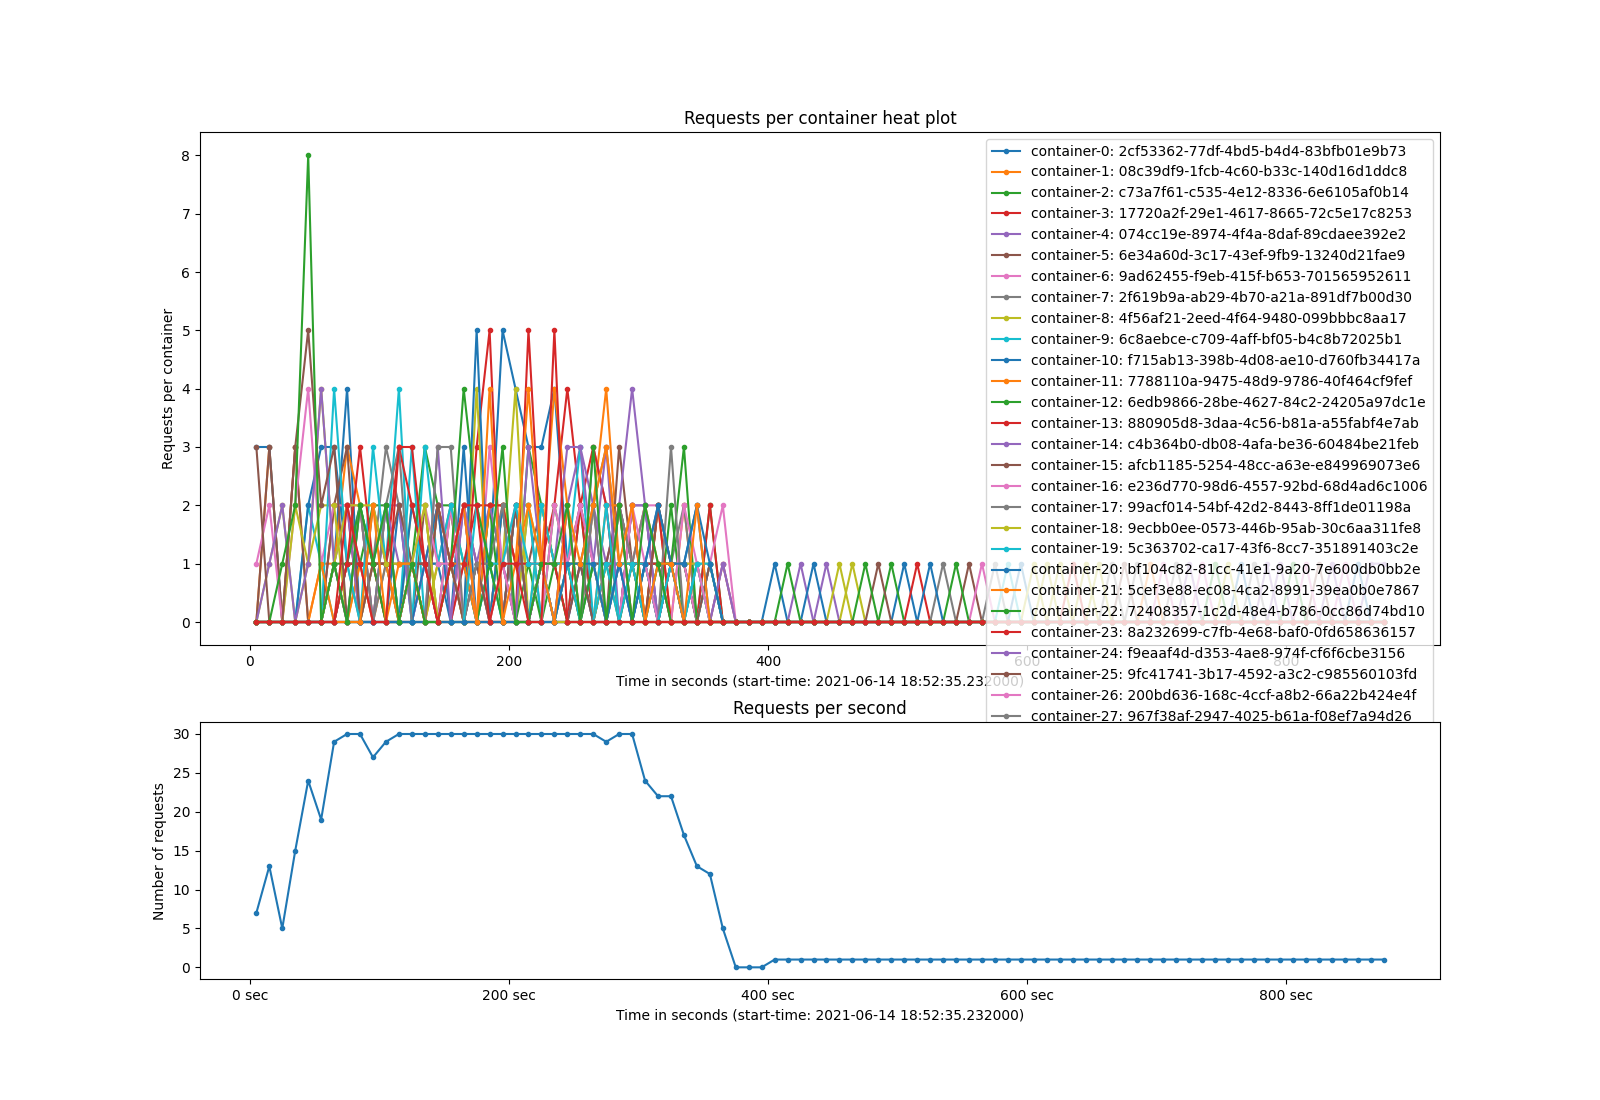 Requests per container heat plot
Requests per container
8
7
6
5
4
3
2
1
0
container-0: 2cf53362-77df-4bd5-b4d4-83bfb01e9b73
container-1: 08c39df9-1fcb-4c60-b33c-140d16d1ddc8
container-2: c73a7f61-c535-4e12-8336-6e6105af0b14
container-3: 17720a2f-29e1-4617-8665-72c5e17c8253
container-4: 074cc19e-8974-4f4a-8daf-89cdaee392e2
container-5: 6e34a60d-3c17-43ef-9fb9-13240d21fae9
container-6: 9ad62455-f9eb-415f-b653-701565952611
container-7: 2f619b9a-ab29-4b70-a21a-891df7b00d30
container-8: 4f56af21-2eed-4f64-9480-099bbbc8aa17
container-9: 6c8aebce-c709-4aff-bf05-b4c8b72025b1
container-10: f715ab13-398b-4d08-ae10-d760fb34417a
container-11: 7788110a-9475-48d9-9786-40f464cf9fef
container-12: 6edb9866-28be-4627-84c2-24205a97dc1e
container-13: 880905d8-3daa-4c56-b81a-a55fabf4e7ab
container-14: c4b364b0-db08-4afa-be36-60484be21feb
container-15: afcb1185-5254-48cc-a63e-e849969073e6
container-16: e236d770-98d6-4557-92bd-68d4ad6c1006
container-17: 99acf014-54bf-42d2-8443-8ff1de01198a
container-18: 9ecbb0ee-0573-446b-95ab-30c6aa311fe8
container-19: 5c363702-ca17-43f6-8cc7-351891403c2e
container-20: bf104c82-81cc-41e1-9a20-7e600db0bb2e
container-21: 5cef3e88-ec08-4ca2-8991-39ea0b0e7867
container-22: 72408357-1c2d-48e4-b786-0cc86d74bd10
container-23: 8a232699-c7fb-4e68-baf0-0fd658636157
container-24: f9eaaf4d-d353-4ae8-974f-cf6f6cbe3156
container-25: 9fc41741-3b17-4592-a3c2-c985560103fd
container-26: 200bd636-168c-4ccf-a8b2-66a22b424e4f
container-27: 967f38af-2947-4025-b61a-f08ef7a94d26
0 200 400 600 800
Time in seconds (start-time: 2021-06-14 18:52:35.232000)
Requests per second
Number of requests
30
25
20
15
10
5
0
0 sec 200 sec 400 sec 600 sec 800 sec
Time in seconds (start-time: 2021-06-14 18:52:35.232000)